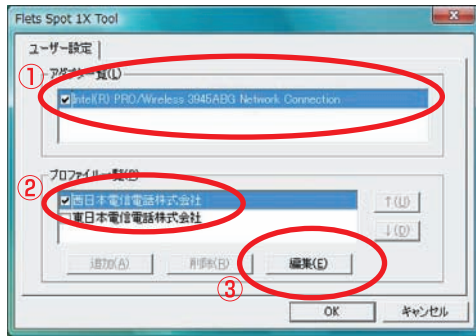 Flets Spot 1X Tool
ユーザー設定
① アダプター一覧(L)
Intel(R) PRO/Wireless 3945ABG Network Connection
プロファイル一覧(P)
②
西日本電信電話株式会社
東日本電信電話株式会社
↑(U)
↓(D)
追加(A) 削除(R) 編集(E)
③
OK キャンセル